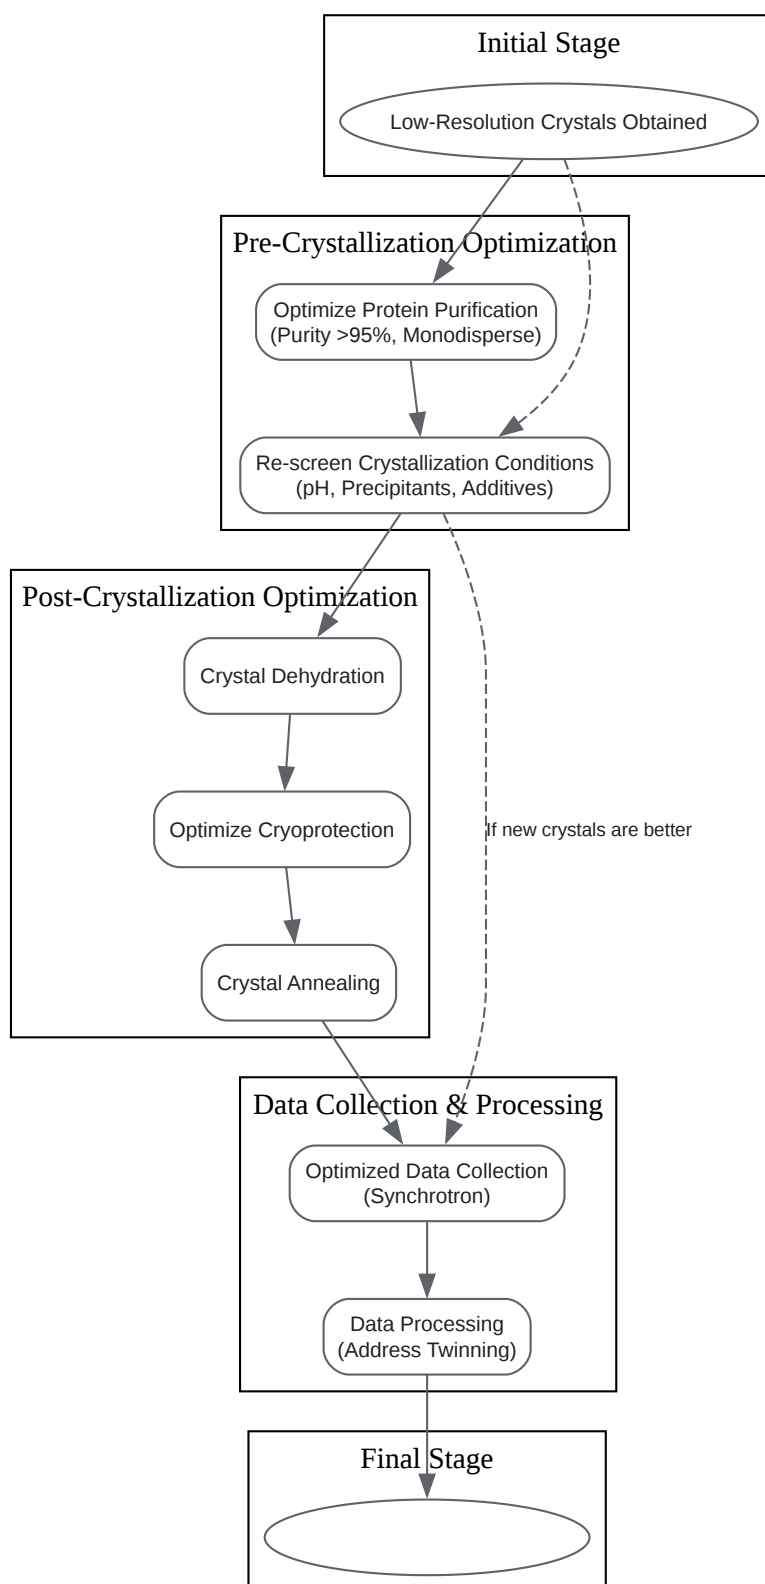 Initial Stage
Low-Resolution Crystals Obtained
Pre-Crystallization Optimization
Optimize Protein Purification
(Purity >95%, Monodisperse)
Re-screen Crystallization Conditions
(pH, Precipitants, Additives)
Post-Crystallization Optimization
Crystal Dehydration
Optimize Cryoprotection
If new crystals are better
Crystal Annealing
Data Collection & Processing
Optimized Data Collection
(Synchrotron)
Data Processing
(Address Twinning)
Final Stage